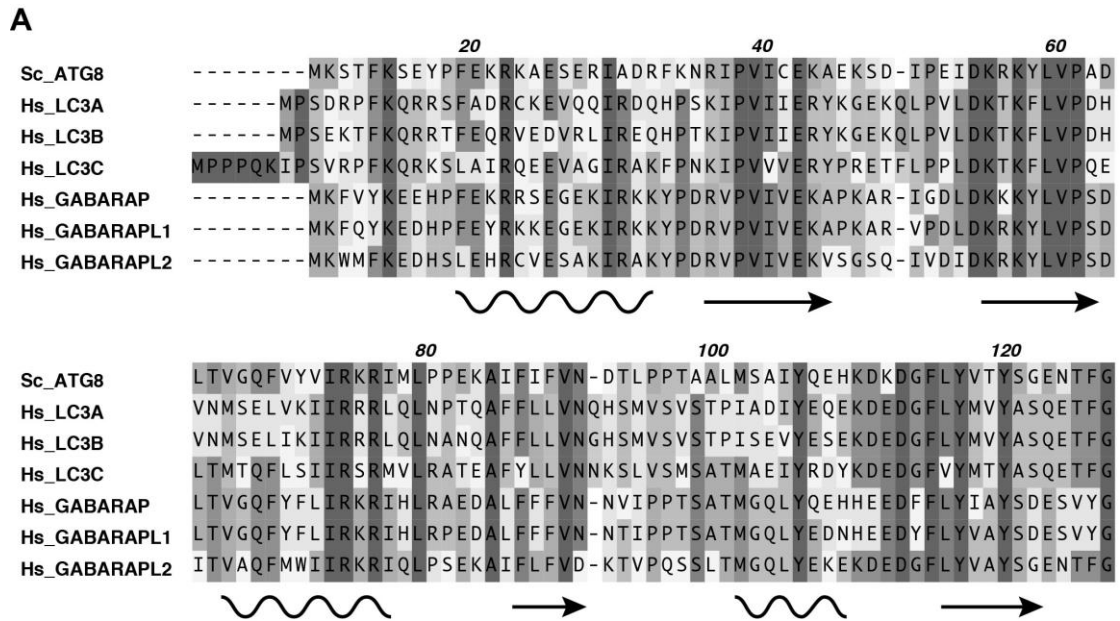 A
20 40 60
Sc_ATG8 --------MKSTFKSEYPFEKRKAESERIADRFKNRIPVICEKAEKSD-IPEIDKRKYLVPAD
Hs_LC3A ------MPSDRPFKQRRSFADRCKEVQQIRDQHPSKIPVIIERYKGEKQLPVLDKTKFLVPDH
Hs_LC3B ------MPSEKTFKQRRTFEQRVEDVRLIREQHPTKIPVIIERYKGEKQLPVLDKTKFLVPDH
Hs_LC3C MPPPQKIPSVRPFKQRKSLAIRQEEVAGIRAKFPNKIPVVVERYPRETFLPPLDKTKFLVPQE
Hs_GABARAP --------MKFVYKEEHPFEKRRSEGEKIRKKYPDRVPVIVEKAPKAR-IGDLDKKKYLVPSD
Hs_GABARAPL1 --------MKFQYKEDHPFEYRKKEGEKIRKKYPDRVPVIVEKAPKAR-VPDLDKRKYLVPSD
Hs_GABARAPL2 --------MKWMFKEDHSLEHRCVESAKIRAKYPDRVPVIVEKVSGSQ-IVDIDKRKYLVPSD
80 100 120
Sc_ATG8 LTVGQFVYVIRKRIMLPPEKAIFIFVN-DTLPPTAALMSAIYQEHKDKDGFLYVTYSGENTFG
Hs_LC3A VNMSELVKIIRRRLQLNPTQAFFLLVNQHSMVSVSTPIADIYEQEKDEDGFLYMVYASQETFG
Hs_LC3B VNMSELIKIIRRRLQLNANQAFFLLVNGHSMVSVSTPISEVYESEKDEDGFLYMVYASQETFG
Hs_LC3C LTMTQFLSIIRSRMVLRATEAFYLLVNNKSLVSMSATMAEIYRDYKDEDGFVYMTYASQETFG
Hs_GABARAP LTVGQFYFLIRKRIHLRAEDALFFFVN-NVIPPTSATMGQLYQEHHEEDFFLYIAYSDESVYG
Hs_GABARAPL1 LTVGQFYFLIRKRIHLRPEDALFFFVN-NTIPPTSATMGQLYEDNHEEDYFLYVAYSDESVYG
Hs_GABARAPL2 ITVAQFMWIIRKRIQLPSEKAIFLFVD-KTVPQSSLTMGQLYEKEKDEDGFLYVAYSGENTFG